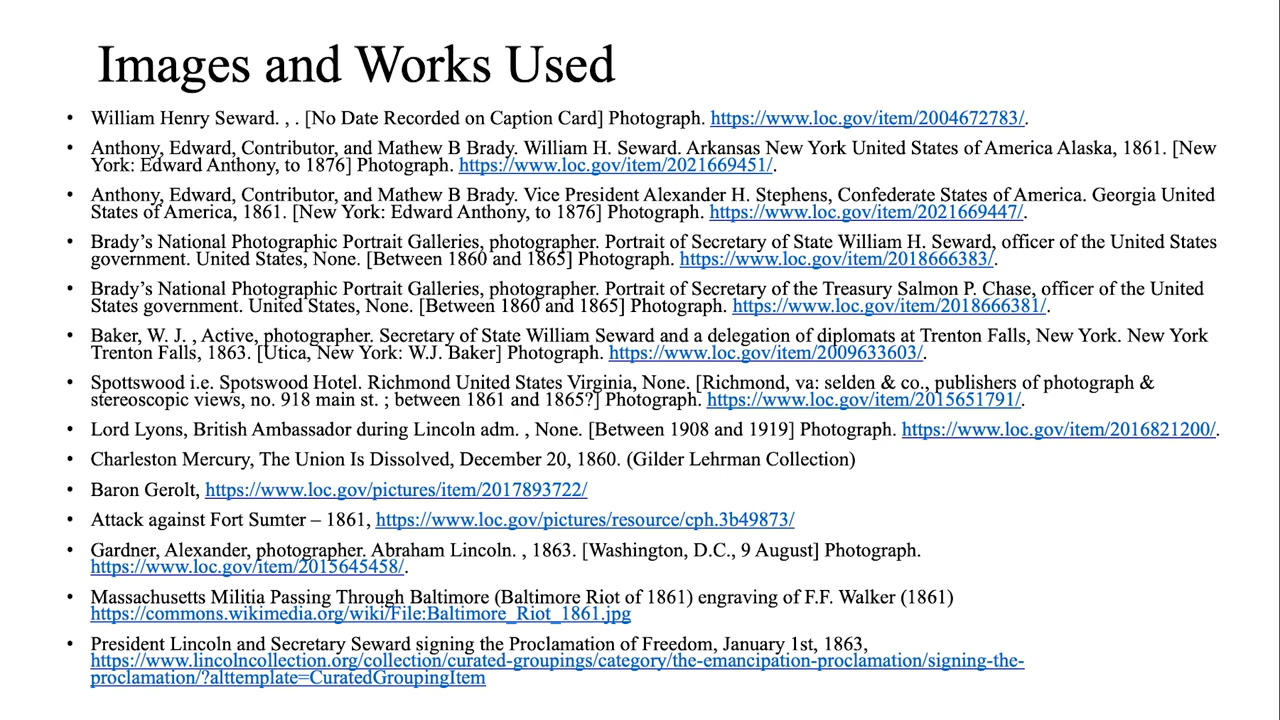 Images and Works Used
• William Henry Seward. , . [No Date Recorded on Caption Card] Photograph. https://www.loc.gov/item/2004672783/.
• Anthony, Edward, Contributor, and Mathew B Brady. William H. Seward. Arkansas New York United States of America Alaska, 1861. [New
York: Edward Anthony, to 1876] Photograph. https://www.loc.gov/item/2021669451/.
• Anthony, Edward, Contributor, and Mathew B Brady. Vice President Alexander H. Stephens, Confederate States of America. Georgia United
States of America, 1861. [New York: Edward Anthony, to 1876] Photograph. https://www.loc.gov/item/2021669447/.
• Brady’s National Photographic Portrait Galleries, photographer. Portrait of Secretary of State William H. Seward, officer of the United States
government. United States, None. [Between 1860 and 1865] Photograph. https://www.loc.gov/item/2018666383/.
• Brady’s National Photographic Portrait Galleries, photographer. Portrait of Secretary of the Treasury Salmon P. Chase, officer of the United
States government. United States, None. [Between 1860 and 1865] Photograph. https://www.loc.gov/item/2018666381/.
• Baker, W. J. , Active, photographer. Secretary of State William Seward and a delegation of diplomats at Trenton Falls, New York. New York
Trenton Falls, 1863. [Utica, New York: W.J. Baker] Photograph. https://www.loc.gov/item/2009633603/.
• Spottswood i.e. Spotswood Hotel. Richmond United States Virginia, None. [Richmond, va: selden & co., publishers of photograph &
stereoscopic views, no. 918 main st. ; between 1861 and 1865?] Photograph. https://www.loc.gov/item/2015651791/.
• Lord Lyons, British Ambassador during Lincoln adm. , None. [Between 1908 and 1919] Photograph. https://www.loc.gov/item/2016821200/.
• Charleston Mercury, The Union Is Dissolved, December 20, 1860. (Gilder Lehrman Collection)
• Baron Gerolt, https://www.loc.gov/pictures/item/2017893722/
• Attack against Fort Sumter – 1861, https://www.loc.gov/pictures/resource/cph.3b49873/
• Gardner, Alexander, photographer. Abraham Lincoln. , 1863. [Washington, D.C., 9 August] Photograph.
https://www.loc.gov/item/2015645458/.
• Massachusetts Militia Passing Through Baltimore (Baltimore Riot of 1861) engraving of F.F. Walker (1861)
https://commons.wikimedia.org/wiki/File:Baltimore_Riot_1861.jpg
• President Lincoln and Secretary Seward signing the Proclamation of Freedom, January 1st, 1863,
https://www.lincolncollection.org/collection/curated-groupings/category/the-emancipation-proclamation/signing-the-
proclamation/?alttemplate=CuratedGroupingItem